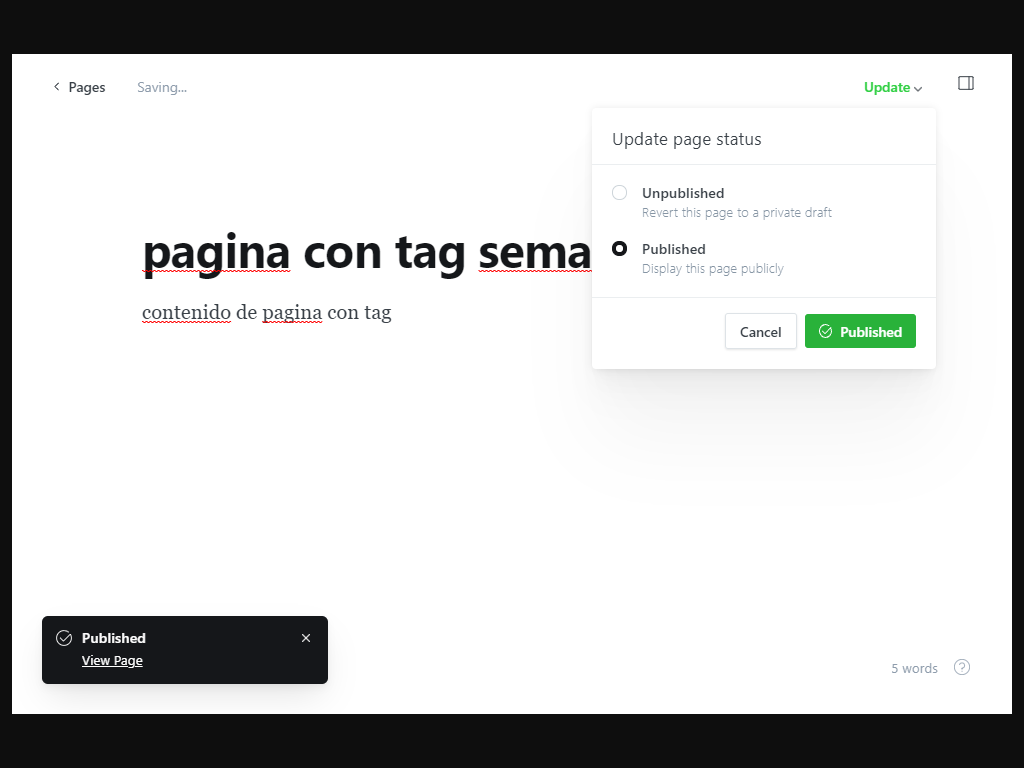 Pages
Saving...
Update
Update page status
Unpublished
Revert this page to a private draft
Published
Display this page publicly
Cancel
Published
pagina con tag sema
contenido de pagina con tag
Published
View Page
5 words